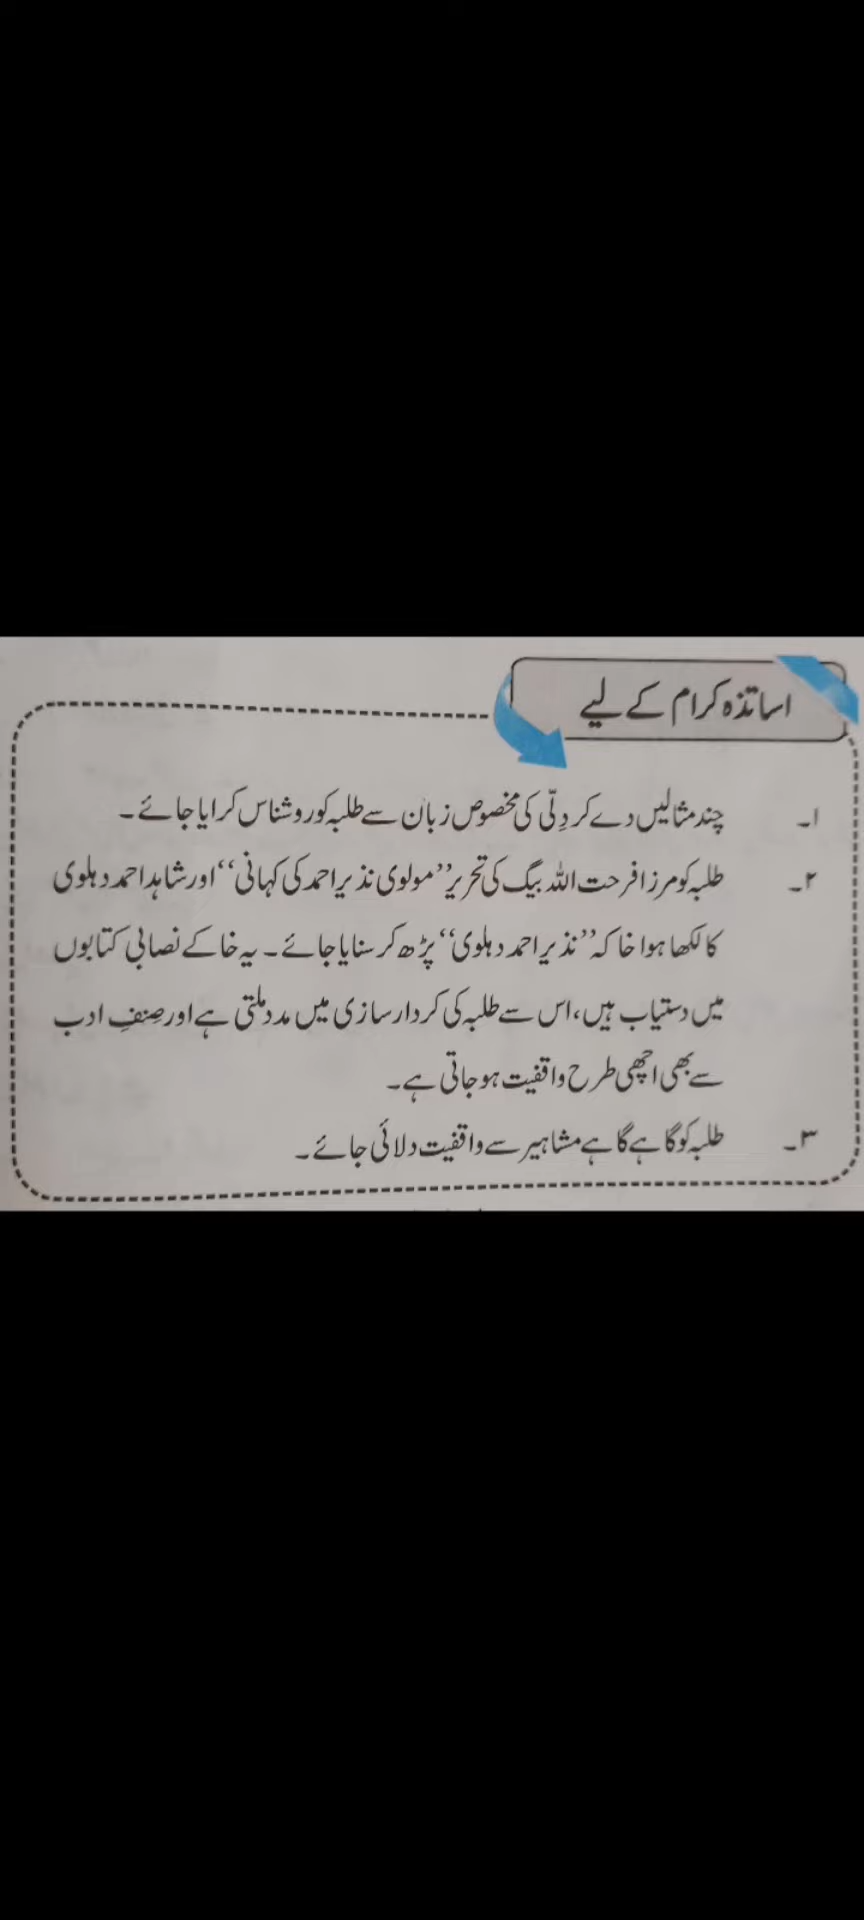 اساتذہ کرام کے لیے
۱۔ چند مثالیں دے کر دِلّی کی مخصوص زبان سے طلبہ کو روشناس کرایا جائے۔
۲۔ طلبہ کو مرزا فرحت اللہ بیگ کی تحریر ’’مولوی نذیر احمد کی کہانی‘‘ اور شاہد احمد دہلوی
کا لکھا ہوا خاکہ ’’نذیر احمد دہلوی‘‘ پڑھ کر سنایا جائے۔ یہ خاکے نصابی کتابوں
میں دستیاب ہیں، اس سے طلبہ کی کردار سازی میں مدد ملتی ہے اور صِنفِ ادب
سے بھی اچھی طرح واقفیت ہو جاتی ہے۔
۳۔ طلبہ کو گاہے گاہے مشاہیر سے واقفیت دلائی جائے۔